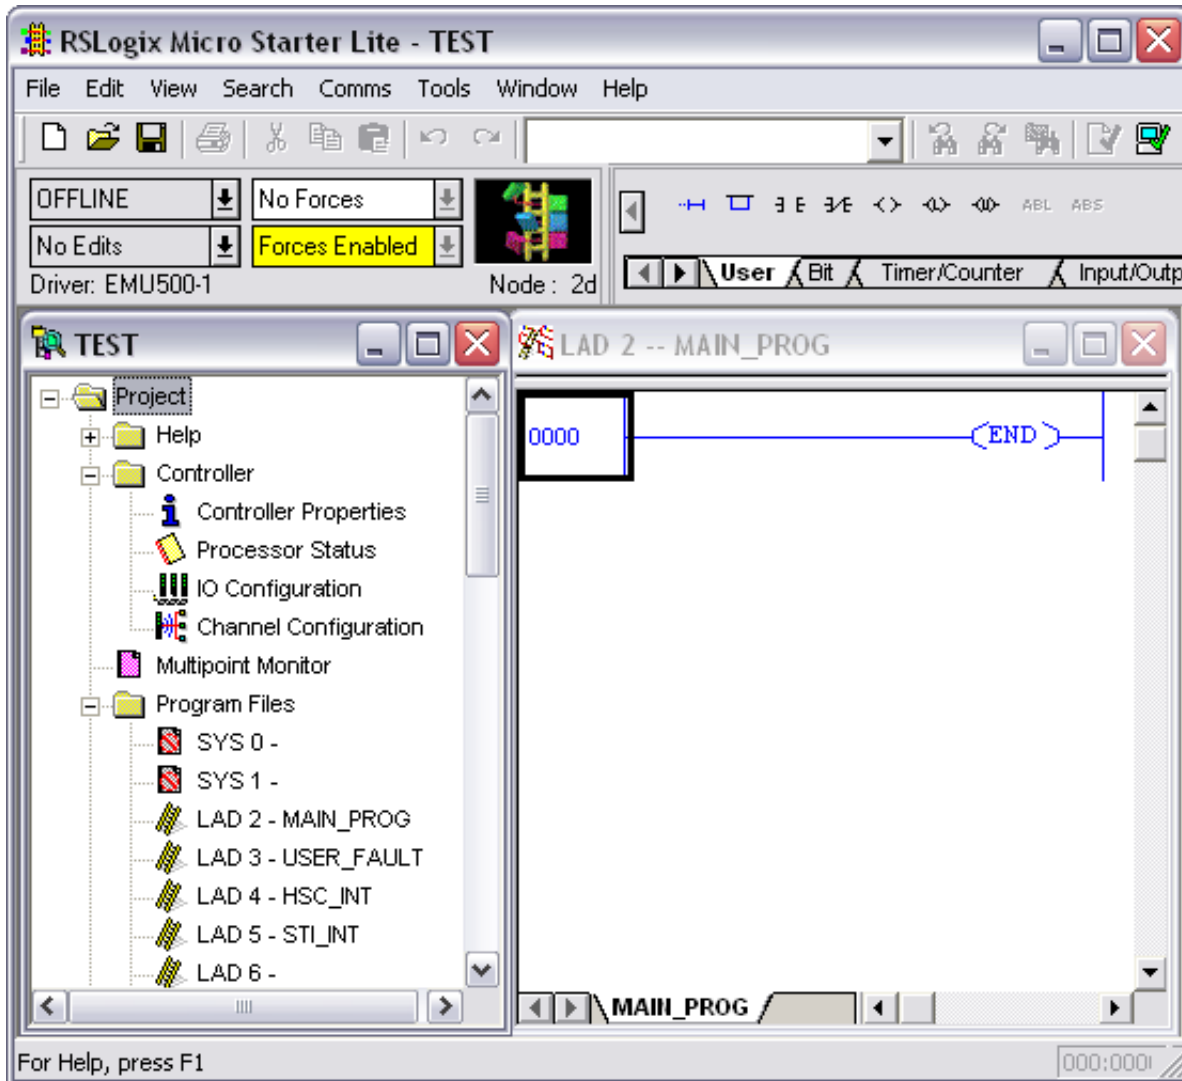 RSLogix Micro Starter Lite - TEST
File Edit View Search Comms Tools Window Help
OFFLINE No Forces
No Edits Forces Enabled
Driver: EMU500-1 Node : 2d
ABL ABS
User Bit Timer/Counter Input/Outp
TEST
Project
Help
Controller
Controller Properties
Processor Status
IO Configuration
Channel Configuration
Multipoint Monitor
Program Files
SYS 0 -
SYS 1 -
LAD 2 - MAIN_PROG
LAD 3 - USER_FAULT
LAD 4 - HSC_INT
LAD 5 - STI_INT
LAD 6 -
LAD 2 -- MAIN_PROG
0000 END
MAIN_PROG
For Help, press F1
000:000